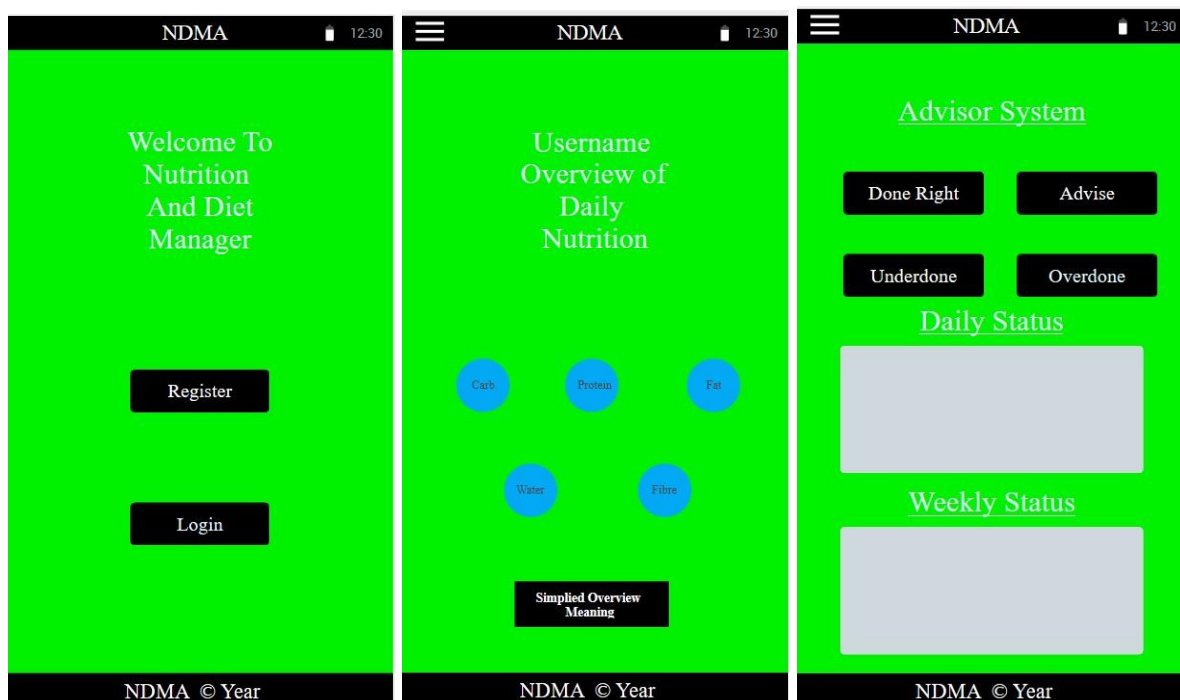 NDMA 12:30
Welcome To
Nutrition
And Diet
Manager
Register
Login
NDMA © Year
NDMA 12:30
Username
Overview of
Daily
Nutrition
Carb Protein Fat
Water Fibre
Simplied Overview
Meaning
NDMA © Year
NDMA 12:30
Advisor System
Done Right Advise
Underdone Overdone
Daily Status
Weekly Status
NDMA © Year